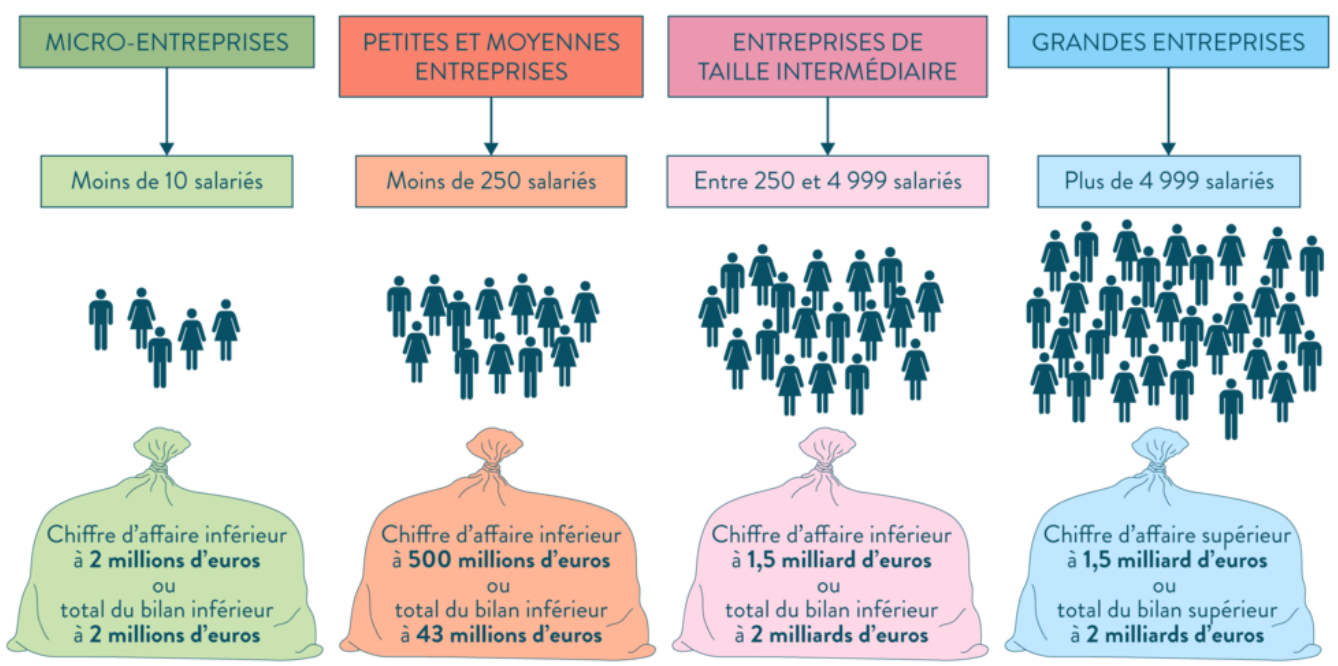 MICRO-ENTREPRISES
Moins de 10 salariés
Chiffre d'affaire inférieur
à 2 millions d'euros
ou
total du bilan inférieur
à 2 millions d'euros
PETITES ET MOYENNES
ENTREPRISES
Moins de 250 salariés
Chiffre d'affaire inférieur
à 500 millions d'euros
ou
total du bilan inférieur
à 43 millions d'euros
ENTREPRISES DE
TAILLE INTERMÉDIAIRE
Entre 250 et 4 999 salariés
Chiffre d'affaire inférieur
à 1,5 milliard d'euros
ou
total du bilan inférieur
à 2 milliards d'euros
GRANDES ENTREPRISES
Plus de 4 999 salariés
Chiffre d'affaire supérieur
à 1,5 milliard d'euros
ou
total du bilan supérieur
à 2 milliards d'euros